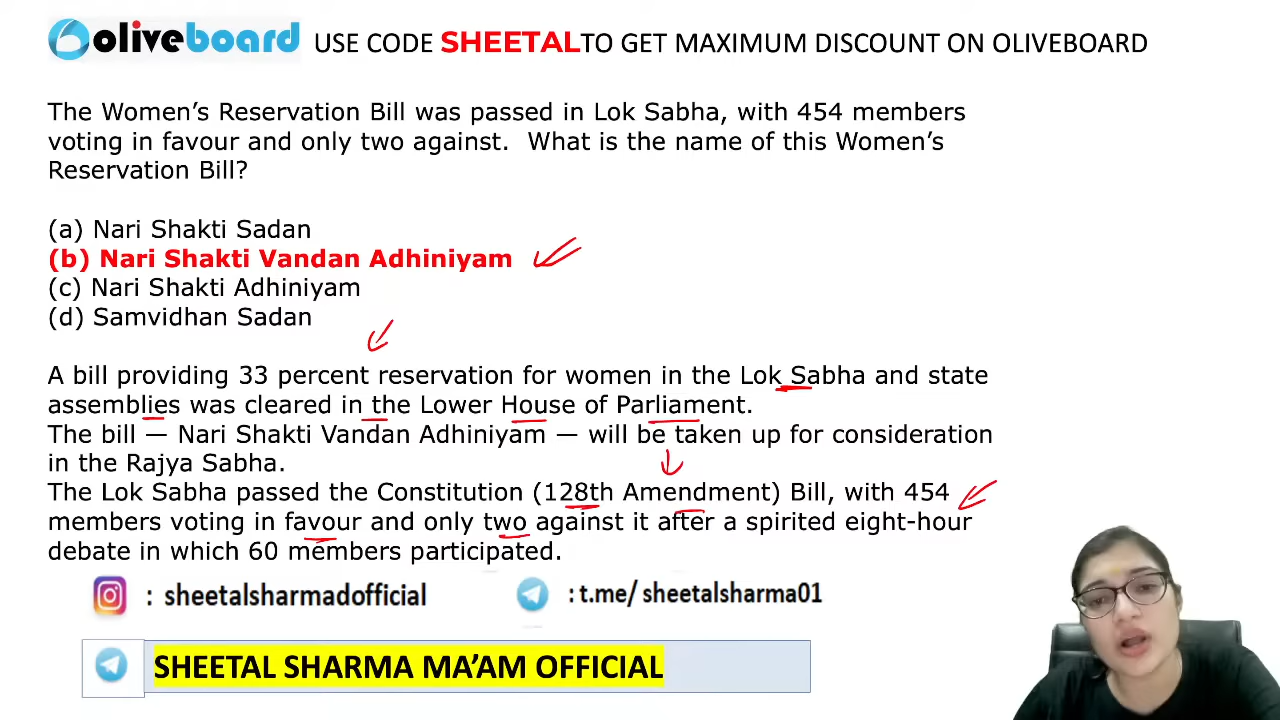 oliveboard USE CODE SHEETAL TO GET MAXIMUM DISCOUNT ON OLIVEBOARD
The Women’s Reservation Bill was passed in Lok Sabha, with 454 members
voting in favour and only two against. What is the name of this Women’s
Reservation Bill?
(a) Nari Shakti Sadan
(b) Nari Shakti Vandan Adhiniyam
(c) Nari Shakti Adhiniyam
(d) Samvidhan Sadan
A bill providing 33 percent reservation for women in the Lok Sabha and state
assemblies was cleared in the Lower House of Parliament.
The bill — Nari Shakti Vandan Adhiniyam — will be taken up for consideration
in the Rajya Sabha.
The Lok Sabha passed the Constitution (128th Amendment) Bill, with 454
members voting in favour and only two against it after a spirited eight-hour
debate in which 60 members participated.
: sheetalsharmadofficial : t.me/ sheetalsharma01
SHEETAL SHARMA MA’AM OFFICIAL